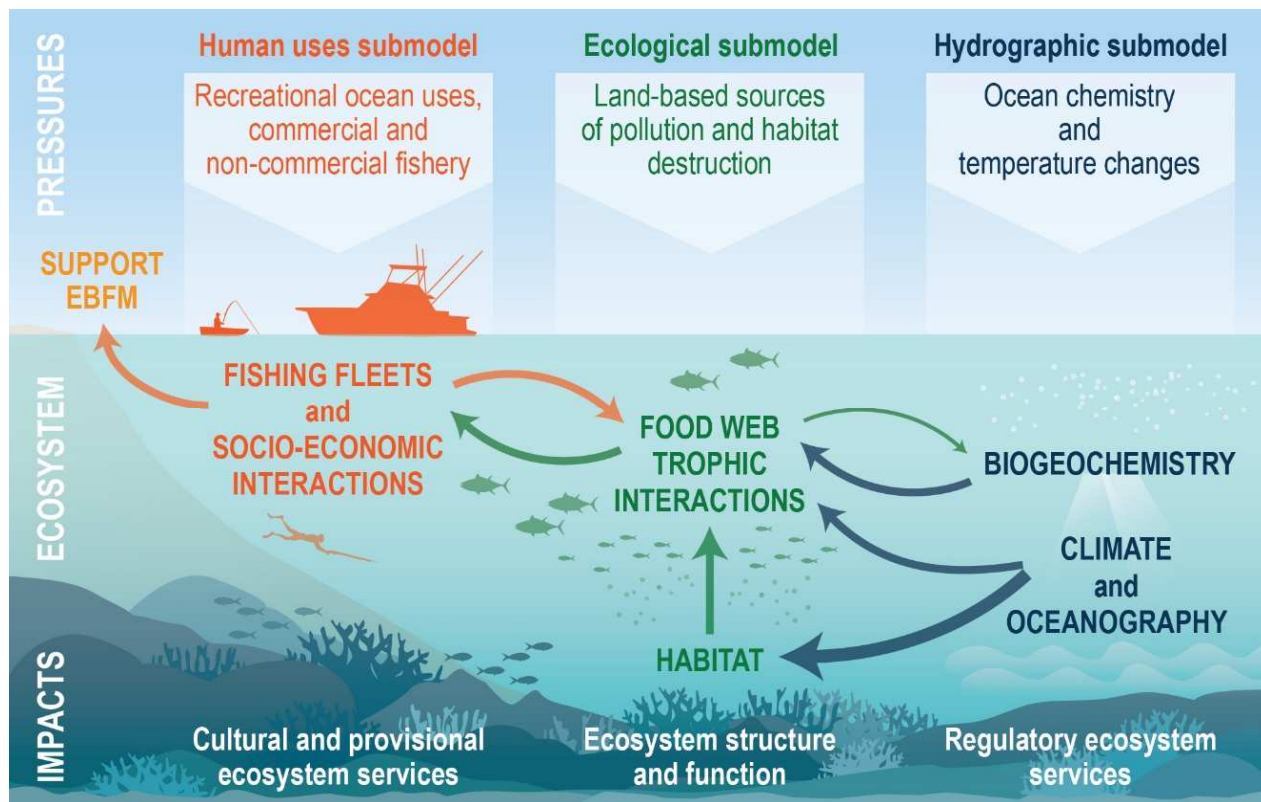 PRESSURES
Human uses submodel
Recreational ocean uses,
commercial and
non-commercial fishery
Ecological submodel
Land-based sources
of pollution and habitat
destruction
Hydrographic submodel
Ocean chemistry
and
temperature changes
SUPPORT
EBFM
ECOSYSTEM
FISHING FLEETS
and
SOCIO-ECONOMIC
INTERACTIONS
FOOD WEB
TROPHIC
INTERACTIONS
BIOGEOCHEMISTRY
CLIMATE
and
OCEANOGRAPHY
HABITAT
IMPACTS
Cultural and provisional
ecosystem services
Ecosystem structure
and function
Regulatory ecosystem
services